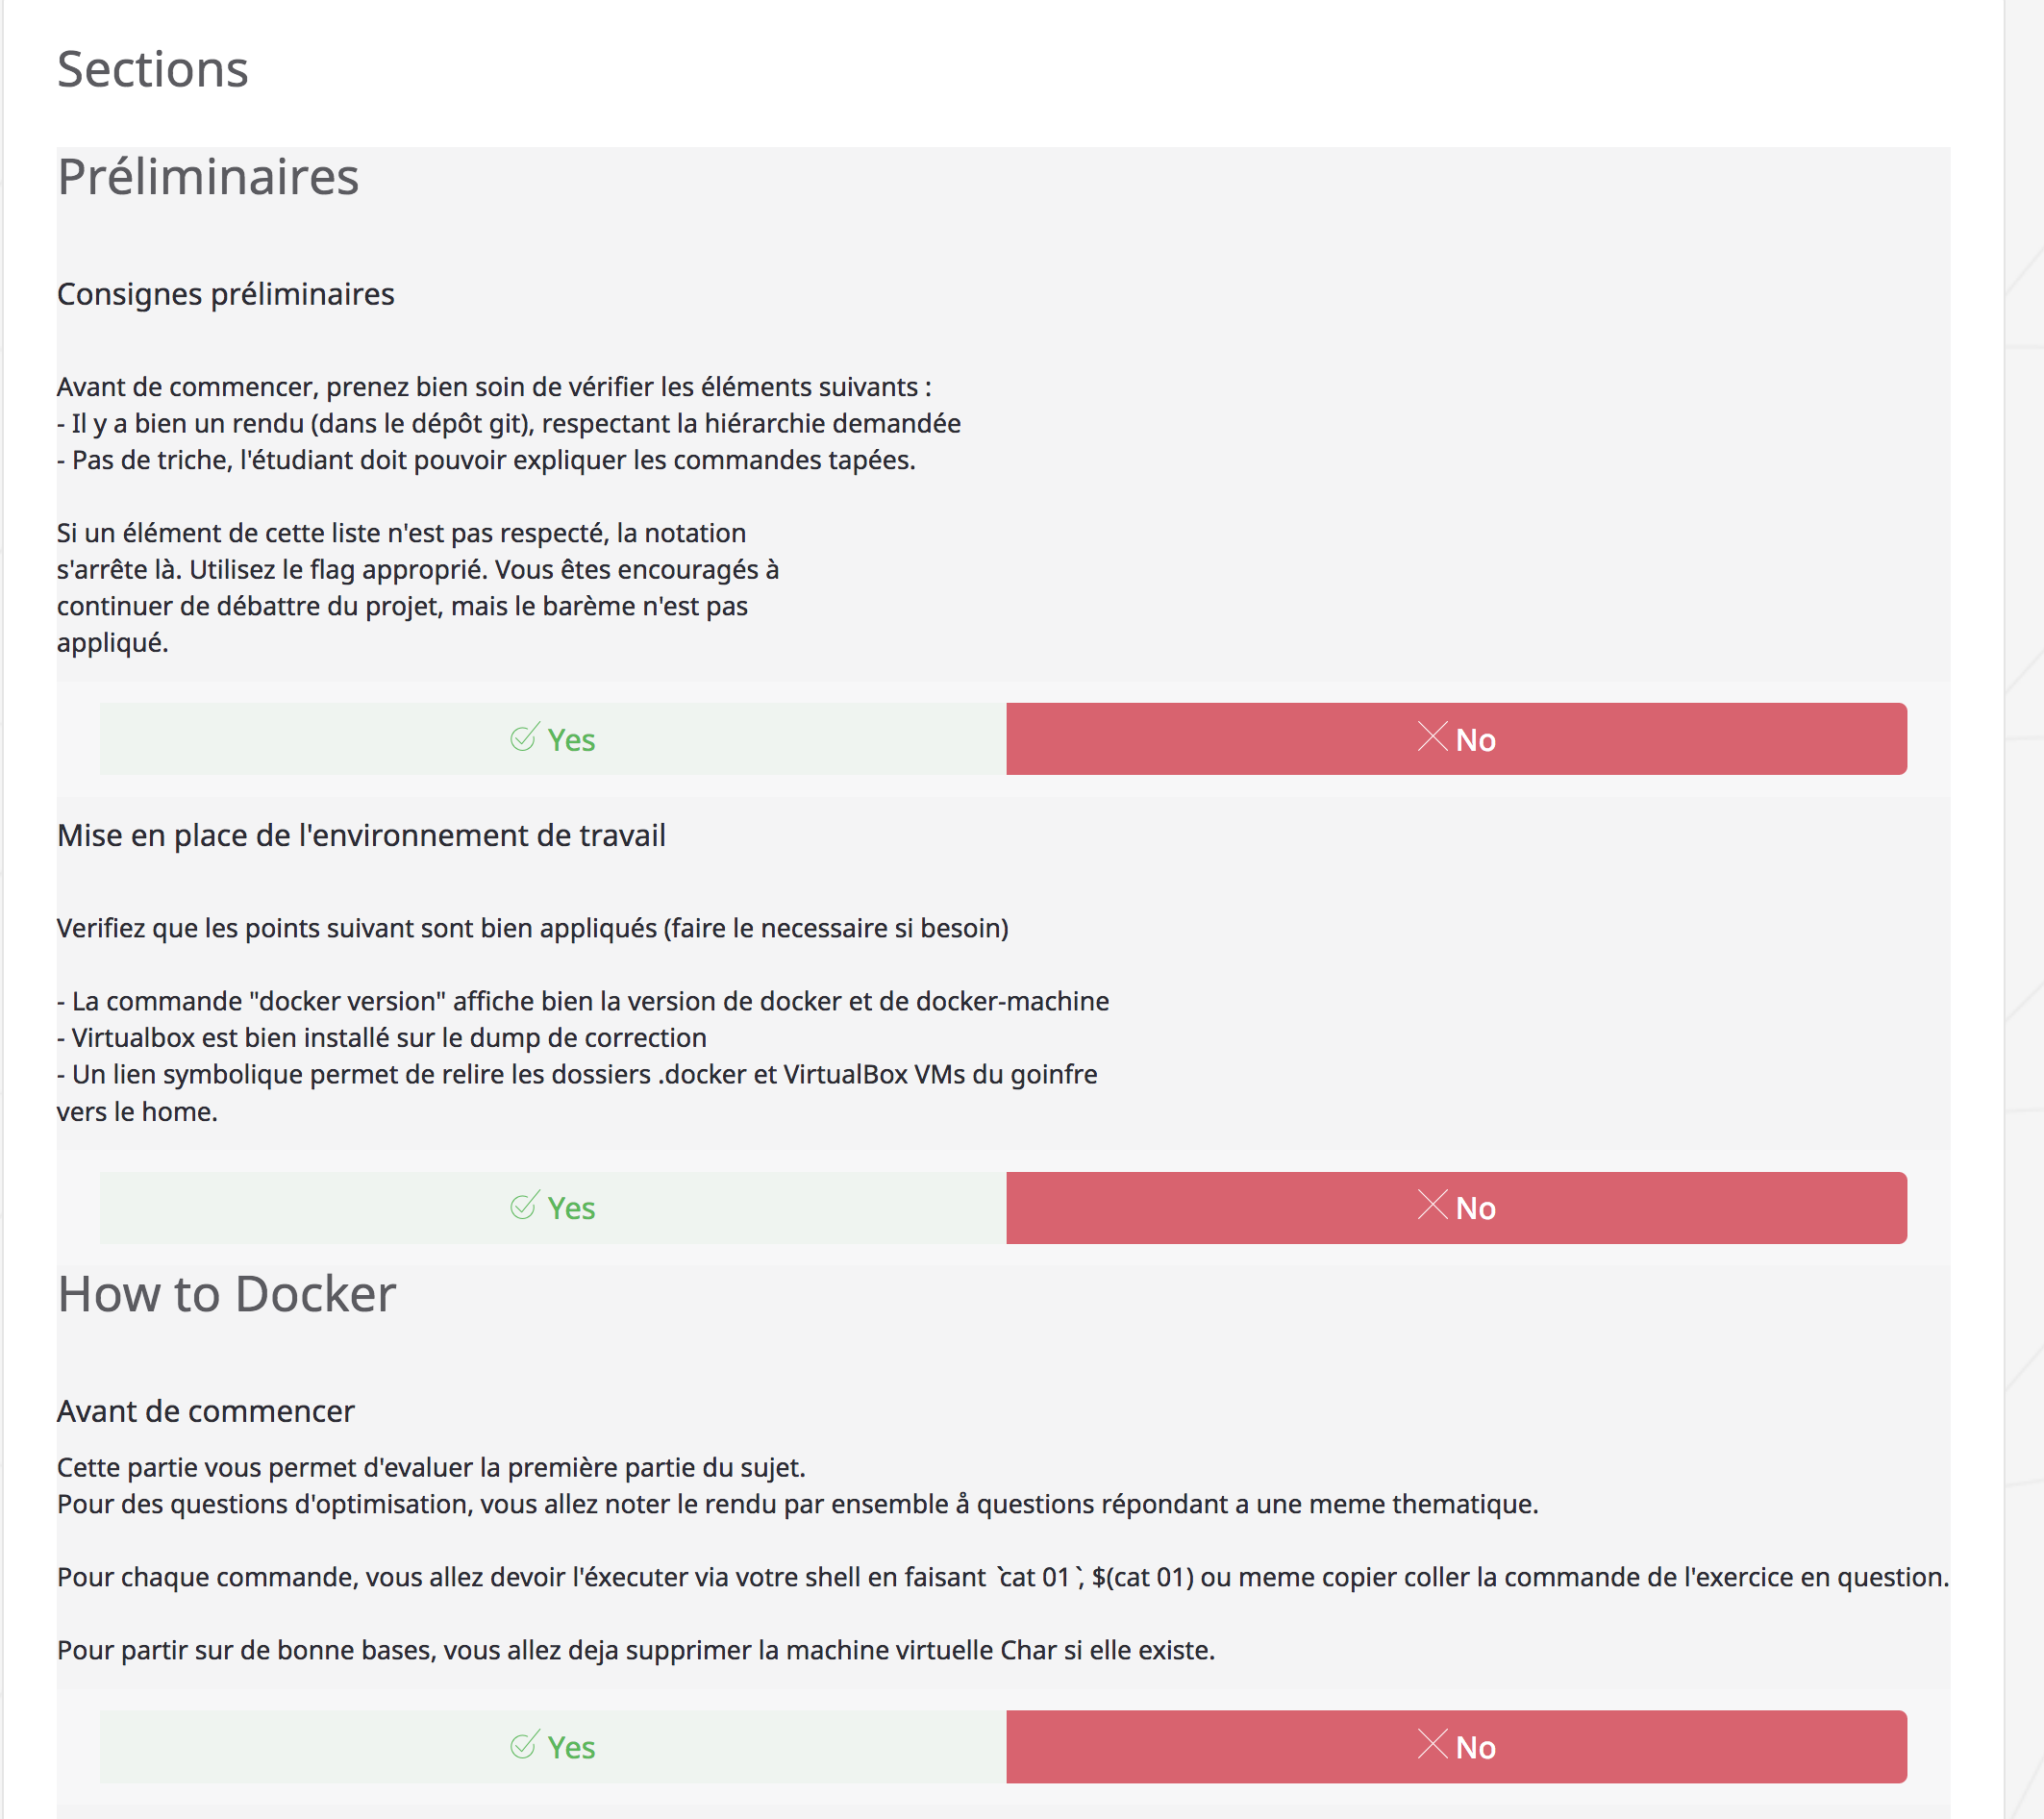 Sections
Préliminaires
Consignes préliminaires
Avant de commencer, prenez bien soin de vérifier les éléments suivants :
- Il y a bien un rendu (dans le dépôt git), respectant la hiérarchie demandée
- Pas de triche, l'étudiant doit pouvoir expliquer les commandes tapées.
Si un élément de cette liste n'est pas respecté, la notation
s'arrête là. Utilisez le flag approprié. Vous êtes encouragés à
continuer de débattre du projet, mais le barème n'est pas
appliqué.
Yes No
Mise en place de l'environnement de travail
Verifiez que les points suivant sont bien appliqués (faire le necessaire si besoin)
- La commande "docker version" affiche bien la version de docker et de docker-machine
- Virtualbox est bien installé sur le dump de correction
- Un lien symbolique permet de relire les dossiers .docker et VirtualBox VMs du goinfre
vers le home.
Yes No
How to Docker
Avant de commencer
Cette partie vous permet d'evaluer la première partie du sujet.
Pour des questions d'optimisation, vous allez noter le rendu par ensemble å questions répondant a une meme thematique.
Pour chaque commande, vous allez devoir l'éxecuter via votre shell en faisant `cat 01`, $(cat 01) ou meme copier coller la commande de l'exercice en question.
Pour partir sur de bonne bases, vous allez deja supprimer la machine virtuelle Char si elle existe.
Yes No